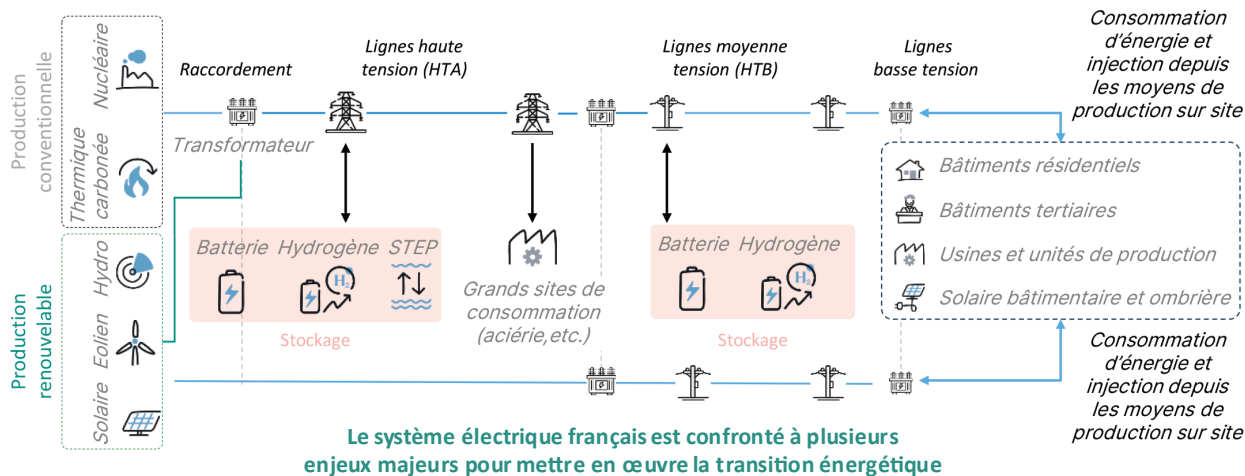 Production
conventionnelle
Nucléaire
Thermique
carbonée
Production
renouvelable
Hydro
Eolien
Solaire
Raccordement
Transformateur
Lignes haute
tension (HTA)
Lignes moyenne
tension (HTB)
Lignes
basse tension
Consommation
d'énergie et
injection depuis
les moyens de
production sur site
Batterie Hydrogène STEP
H₂
Stockage
Grands sites de
consommation
(aciérie,etc.)
Batterie Hydrogène
H₂
Stockage
Bâtiments résidentiels
Bâtiments tertiaires
Usines et unités de production
Solaire bâtimentaire et ombrière
Consommation
d'énergie et
injection depuis
les moyens de
production sur site
Le système électrique français est confronté à plusieurs
enjeux majeurs pour mettre en œuvre la transition énergétique